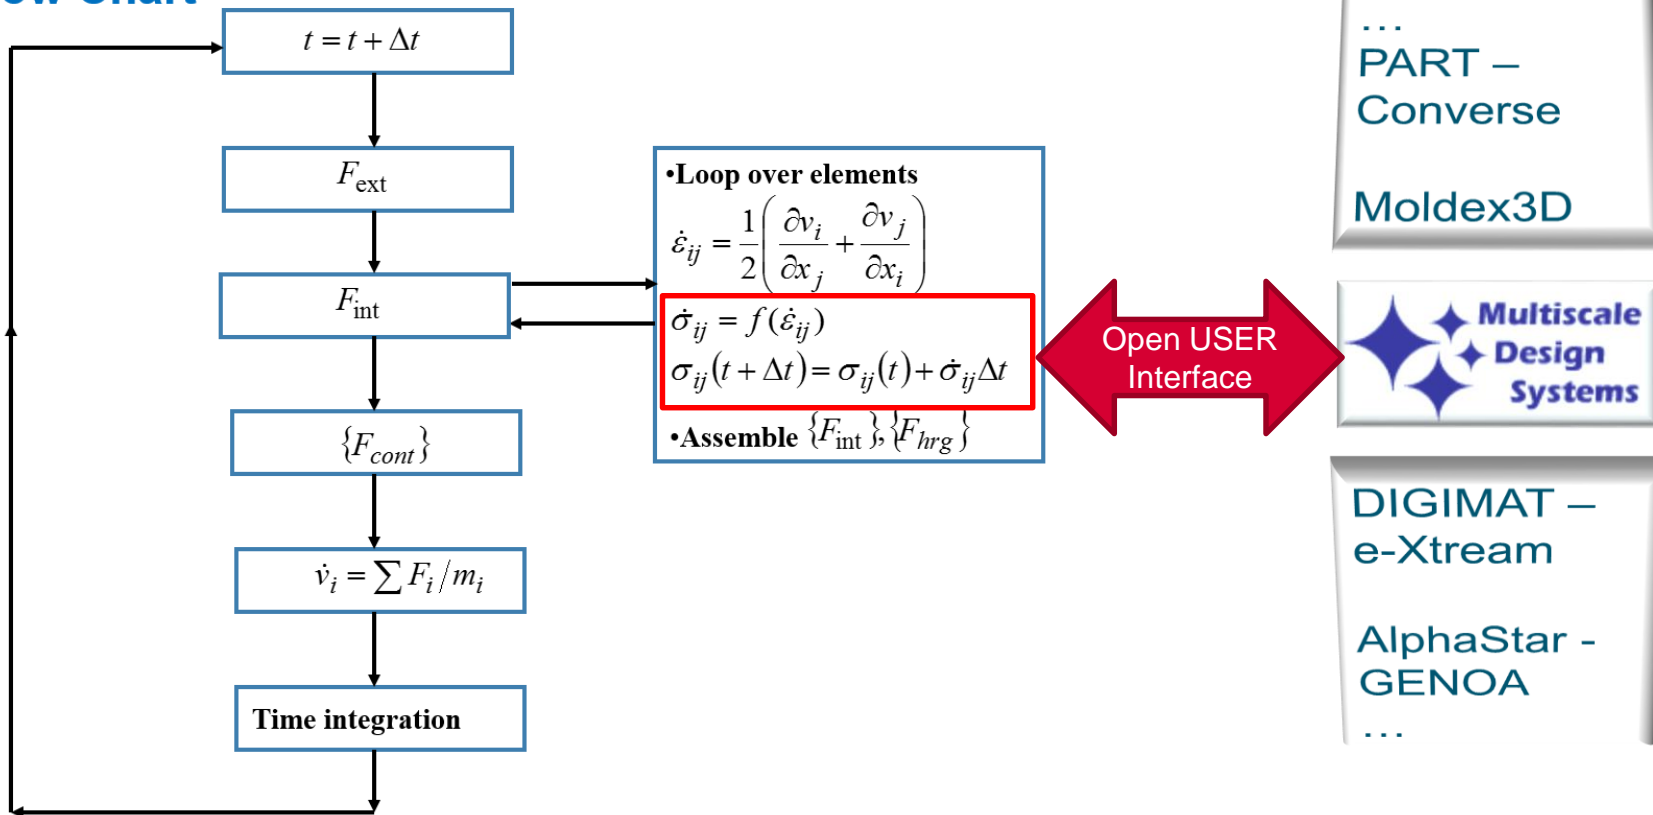 Chart
t = t + Δt
F_ext
F_int
{F_cont}
v̇_i = ∑ F_i / m_i
Time integration
•Loop over elements
ε̇_ij = 1/2 ( ∂v_i/∂x_j + ∂v_j/∂x_i )
σ̇_ij = f(ε̇_ij)
σ_ij(t + Δt) = σ_ij(t) + σ̇_ij Δt
•Assemble {F_int}, {F_hrg}
Open USER
Interface
...
PART –
Converse
Moldex3D
Multiscale
Design
Systems
DIGIMAT –
e-Xtream
AlphaStar -
GENOA
...